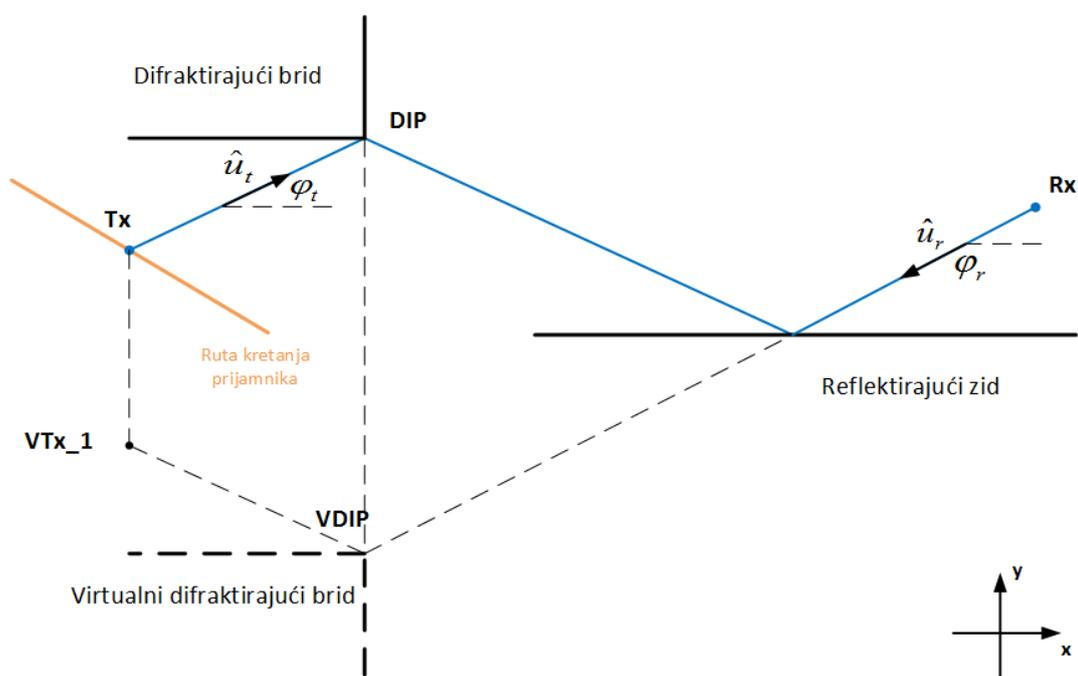 Difraktirajući brid
DIP
û_t
φ_t
Tx
Rx
û_r
φ_r
Ruta kretanja
prijamnika
Reflektirajući zid
VTx_1
VDIP
Virtualni difraktirajući brid
y
x